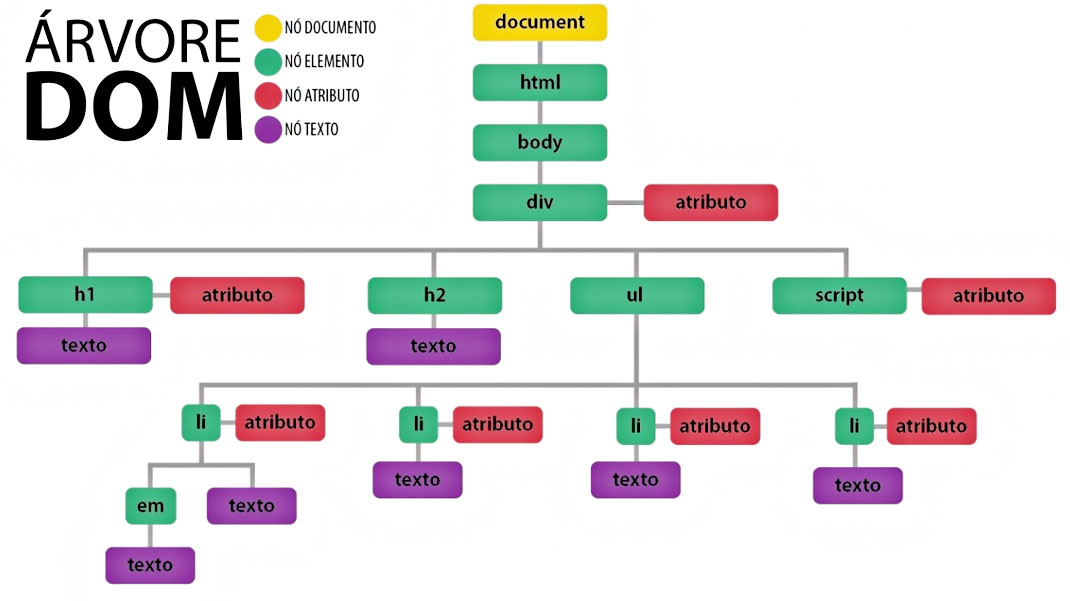 ÁRVORE
DOM
NÓ DOCUMENTO
NÓ ELEMENTO
NÓ ATRIBUTO
NÓ TEXTO
document
html
body
div
atributo
h1
atributo
h2
ul
script
atributo
texto
texto
li
atributo
li
atributo
li
atributo
li
atributo
texto
texto
texto
em
texto
texto